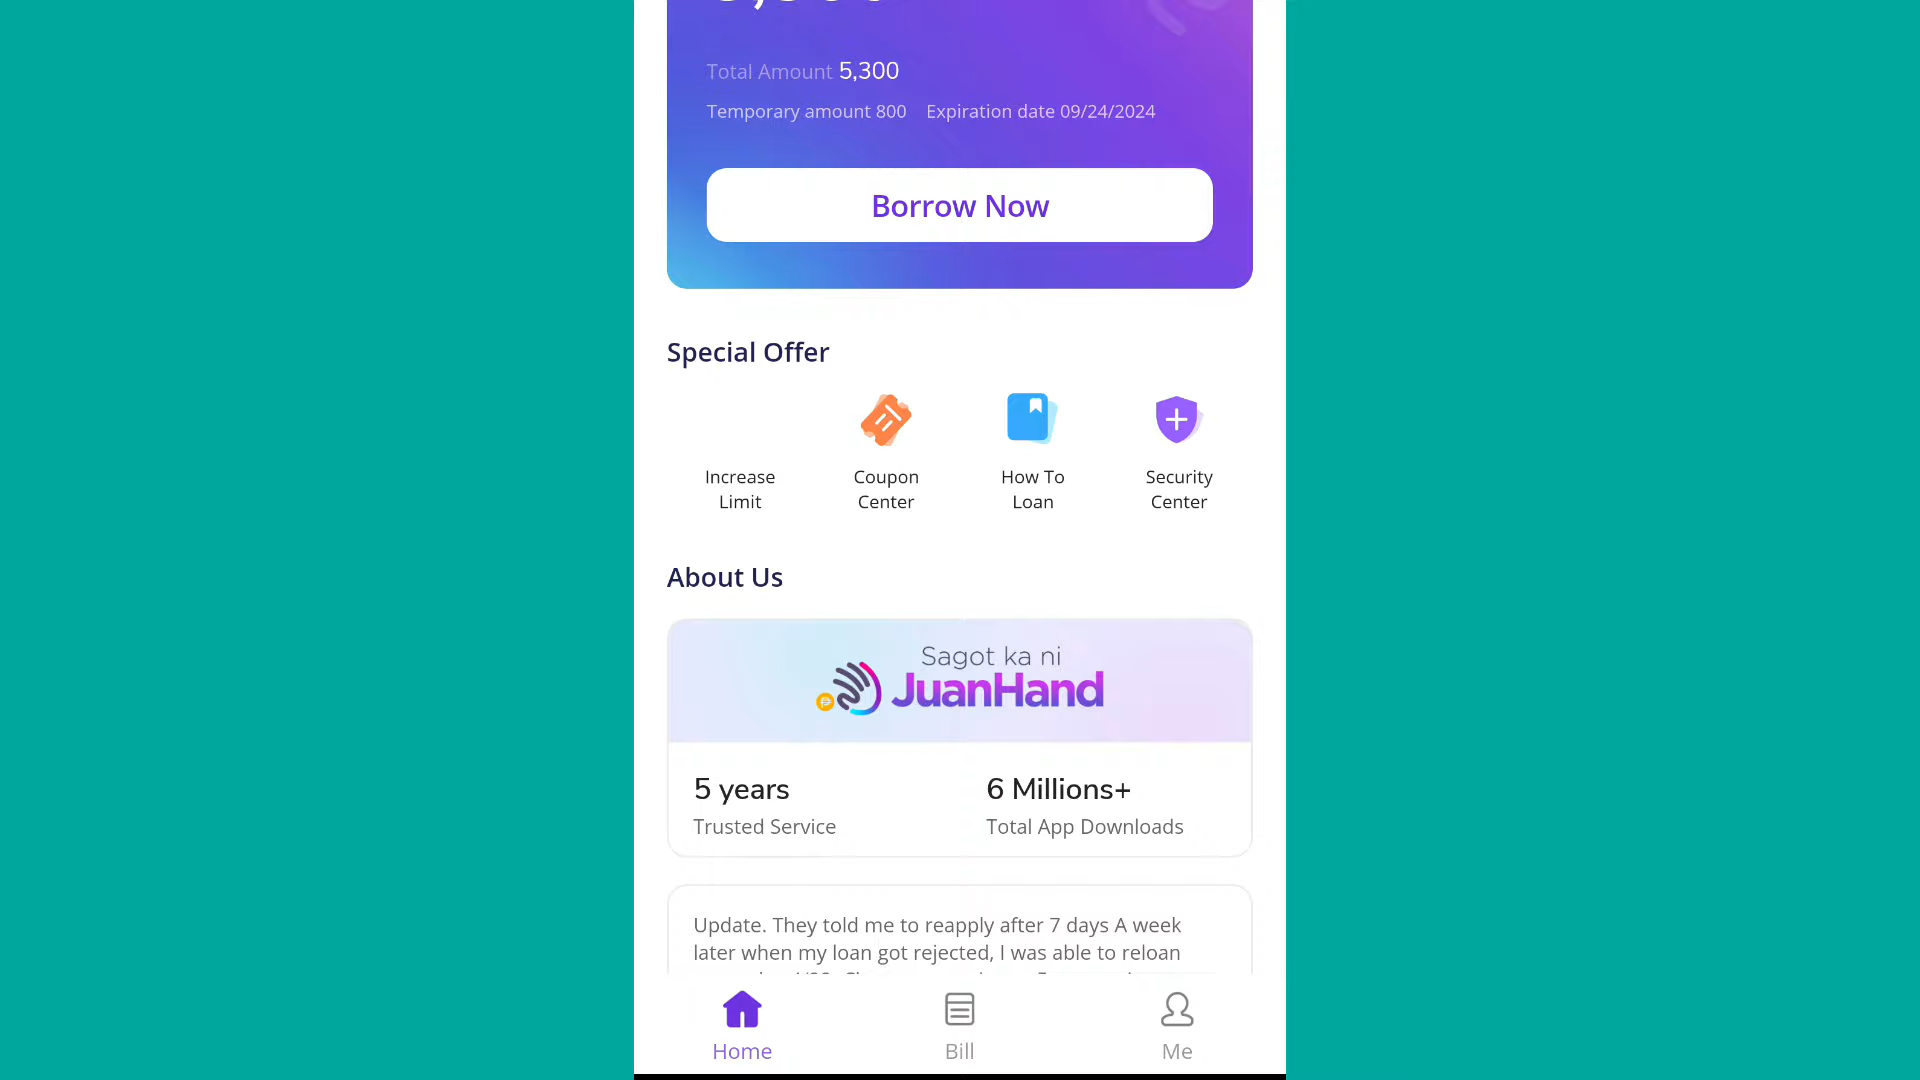 Total Amount 5,300
Temporary amount 800 Expiration date 09/24/2024
Borrow Now
Special Offer
Increase Limit
Coupon Center
How To Loan
Security Center
About Us
Sagot ka ni
JuanHand
5 years
Trusted Service
6 Millions+
Total App Downloads
Update. They told me to reapply after 7 days A week
later when my loan got rejected, I was able to reloan
Home
Bill
Me